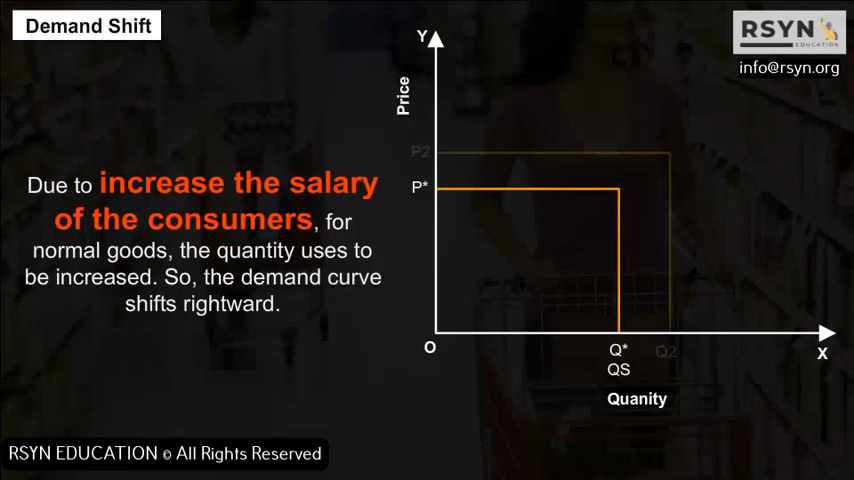 Demand Shift
RSYN
EDUCATION
info@rsyn.org
Due to increase the salary
of the consumers, for
normal goods, the quantity uses to
be increased. So, the demand curve
shifts rightward.
Y
Price
P2
P*
O
Q*
Q2
QS
X
Quanity
RSYN EDUCATION © All Rights Reserved